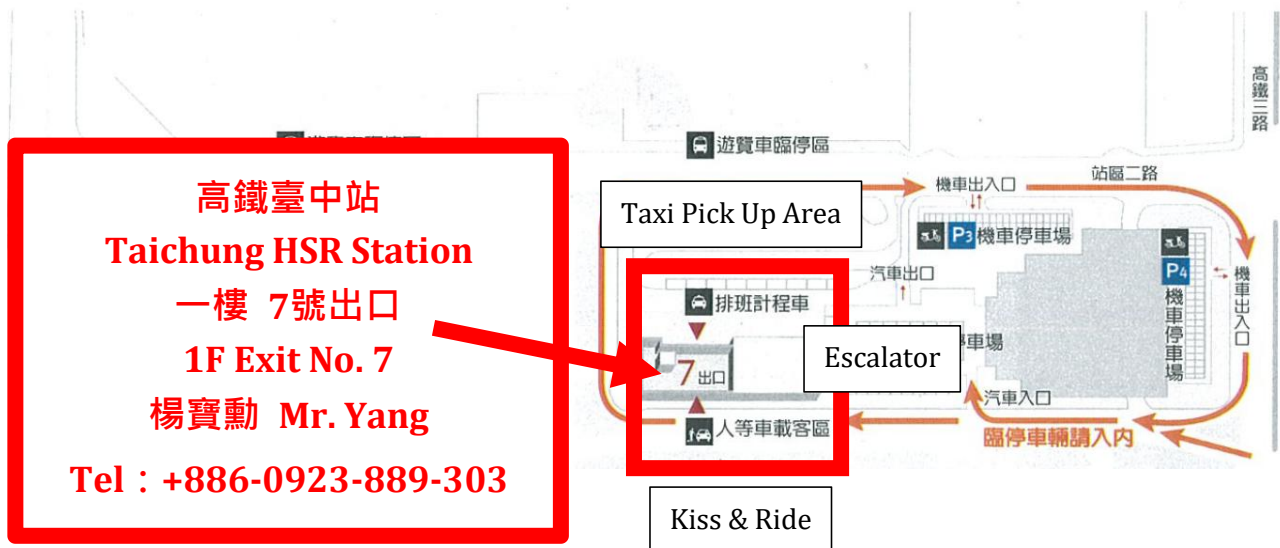 高鐵臺中站
Taichung HSR Station
一樓 7號出口
1F Exit No. 7
楊寶勳 Mr. Yang
Tel：+886-0923-889-303
遊覽車臨停區
Taxi Pick Up Area
排班計程車
7出口
人等車載客區
Kiss & Ride
Escalator
機車出入口
站區二路
高鐵三路
P3機車停車場
汽車出口
車場
汽車入口
臨停車輛請入內
P4
機車停車場
機車出入口